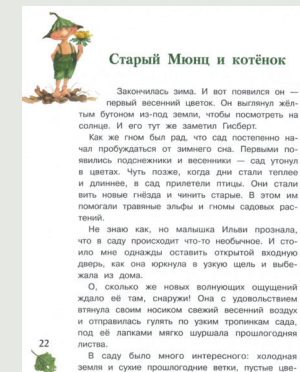 Старый Мюнц и котёнок
Закончилась зима. И вот появился он —
первый весенний цветок. Он выглянул жёл-
тым бутоном из-под земли, чтобы посмотреть на
солнце. И его тут же заметил Гисберт.
Как же гном был рад, что сад постепенно на-
чал пробуждаться от зимнего сна. Первыми по-
явились подснежники и весенники — сад утонул
в цветах. Чуть позже, когда дни стали теплее
и длиннее, в сад прилетели птицы. Они стали
вить новые гнёзда и чинить старые. В этом им
помогали травяные эльфы и гномы садовых рас-
тений.
Не знаю как, но малышка Ильви прознала,
что в саду происходит что-то необычное. И сто-
ило мне однажды оставить открытой входную
дверь, как она юркнула в узкую щель и выбе-
жала из дома.
О, сколько же новых волнующих ощущений
ждало её там, снаружи! Она с удовольствием
втянула своим носиком свежий весенний воздух
и отправилась гулять по узким тропинкам сада,
под её лапками мягко шуршала прошлогодняя
листва.
В саду было много интересного: холодная
земля и сухие прошлогодние ветки, пустые цве-
22